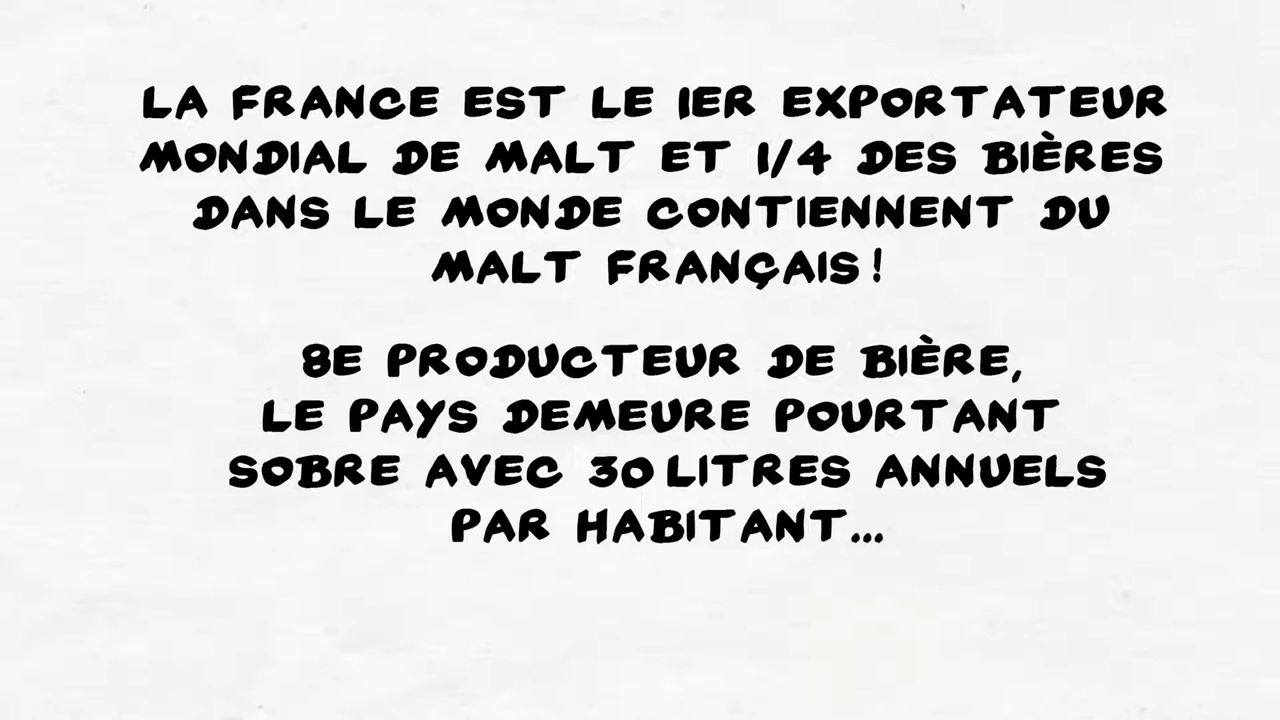 LA FRANCE EST LE 1ER EXPORTATEUR
MONDIAL DE MALT ET 1/4 DES BIÈRES
DANS LE MONDE CONTIENNENT DU
MALT FRANÇAIS !
8E PRODUCTEUR DE BIÈRE,
LE PAYS DEMEURE POURTANT
SOBRE AVEC 30 LITRES ANNUELS
PAR HABITANT...